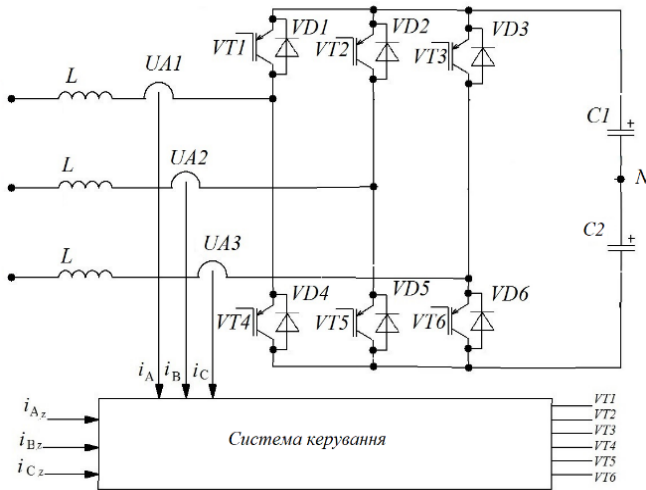 VD1 VD2 VD3
VT1 VT2 VT3
L UA1
C1
L UA2
N
C2
L UA3
VD4 VD5 VD6
VT4 VT5 VT6
iA iB iC
iAz
iBz
iCz
Система керування
VT1
VT2
VT3
VT4
VT5
VT6